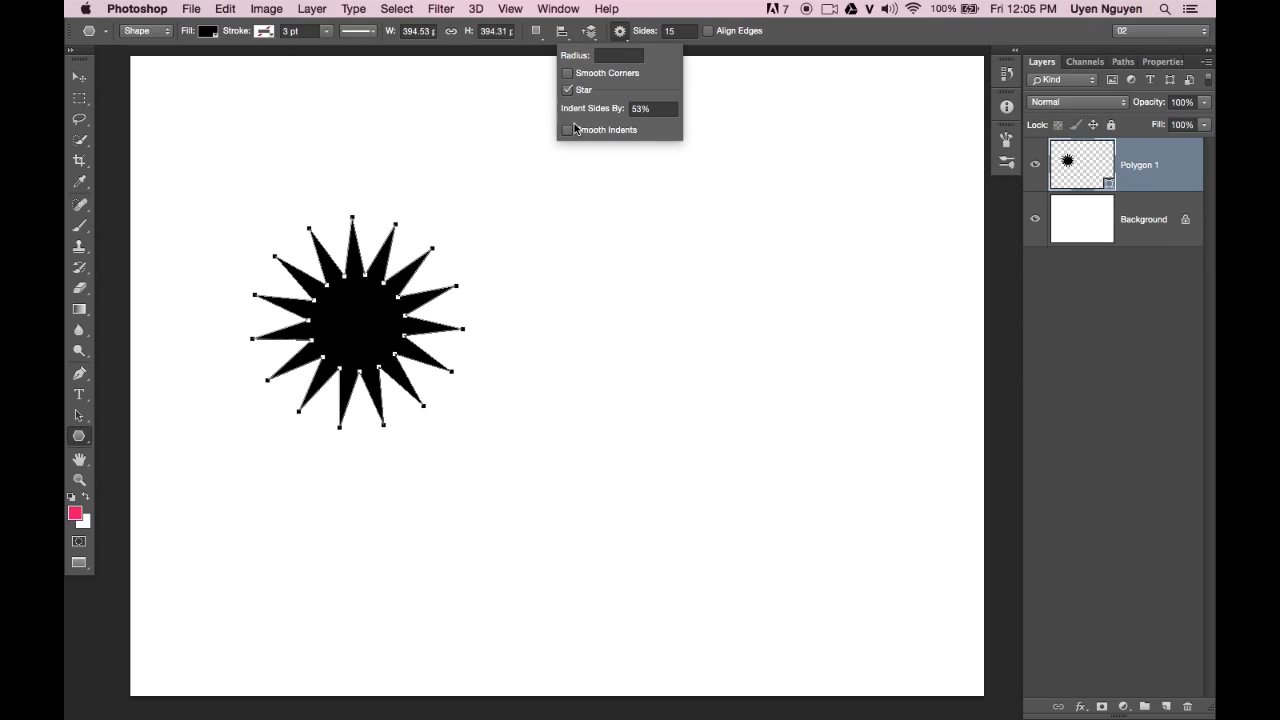 Photoshop File Edit Image Layer Type Select Filter 3D View Window Help 7 V 100% Fri 12:05 PM Uyen Nguyen
Shape Fill: Stroke: 3 pt W: 394.53 H: 394.31 Sides: 15 Align Edges 02
Radius:
Smooth Corners
Star
Indent Sides By: 53%
Smooth Indents
Layers Channels Paths Properties
Kind
Normal Opacity: 100%
Lock: Fill: 100%
Polygon 1
Background